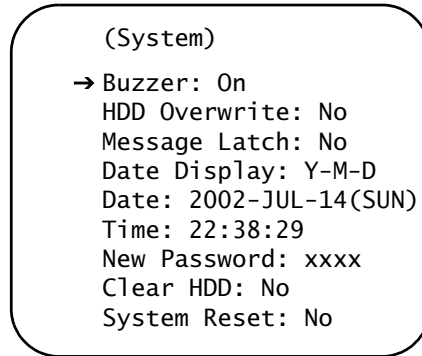 (System)
➔ Buzzer: On
HDD Overwrite: No
Message Latch: No
Date Display: Y-M-D
Date: 2002-JUL-14(SUN)
Time: 22:38:29
New Password: xxxx
Clear HDD: No
System Reset: No